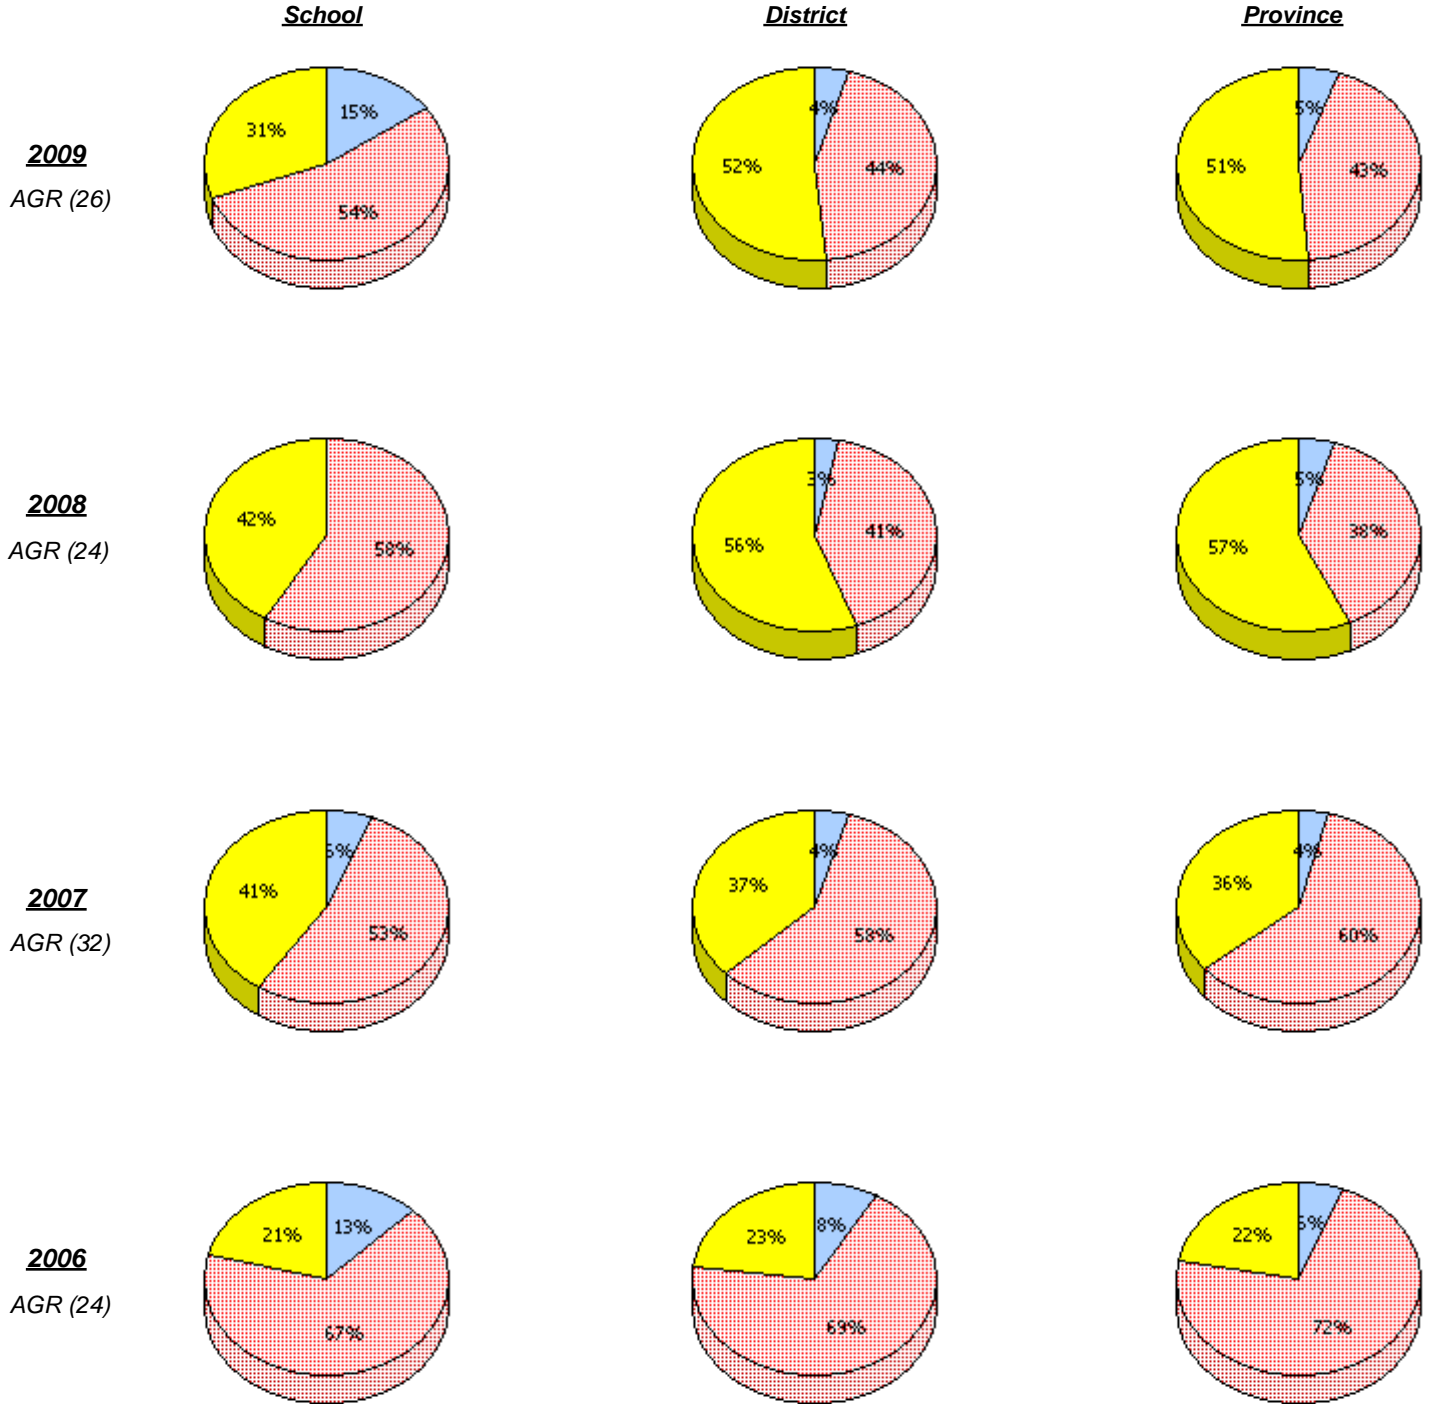 School District Province
15% 4% 5%
31%
2009 52% 44% 51% 43%
AGR (26)
54%
3% 5%
2008
42% 41% 38%
AGR (24) 58% 56% 57%
6% 4% 4%
41% 37% 36%
2007
AGR (32) 53% 58% 60%
13% 8% 6%
21% 23% 22%
2006
AGR (24)
67% 69% 72%